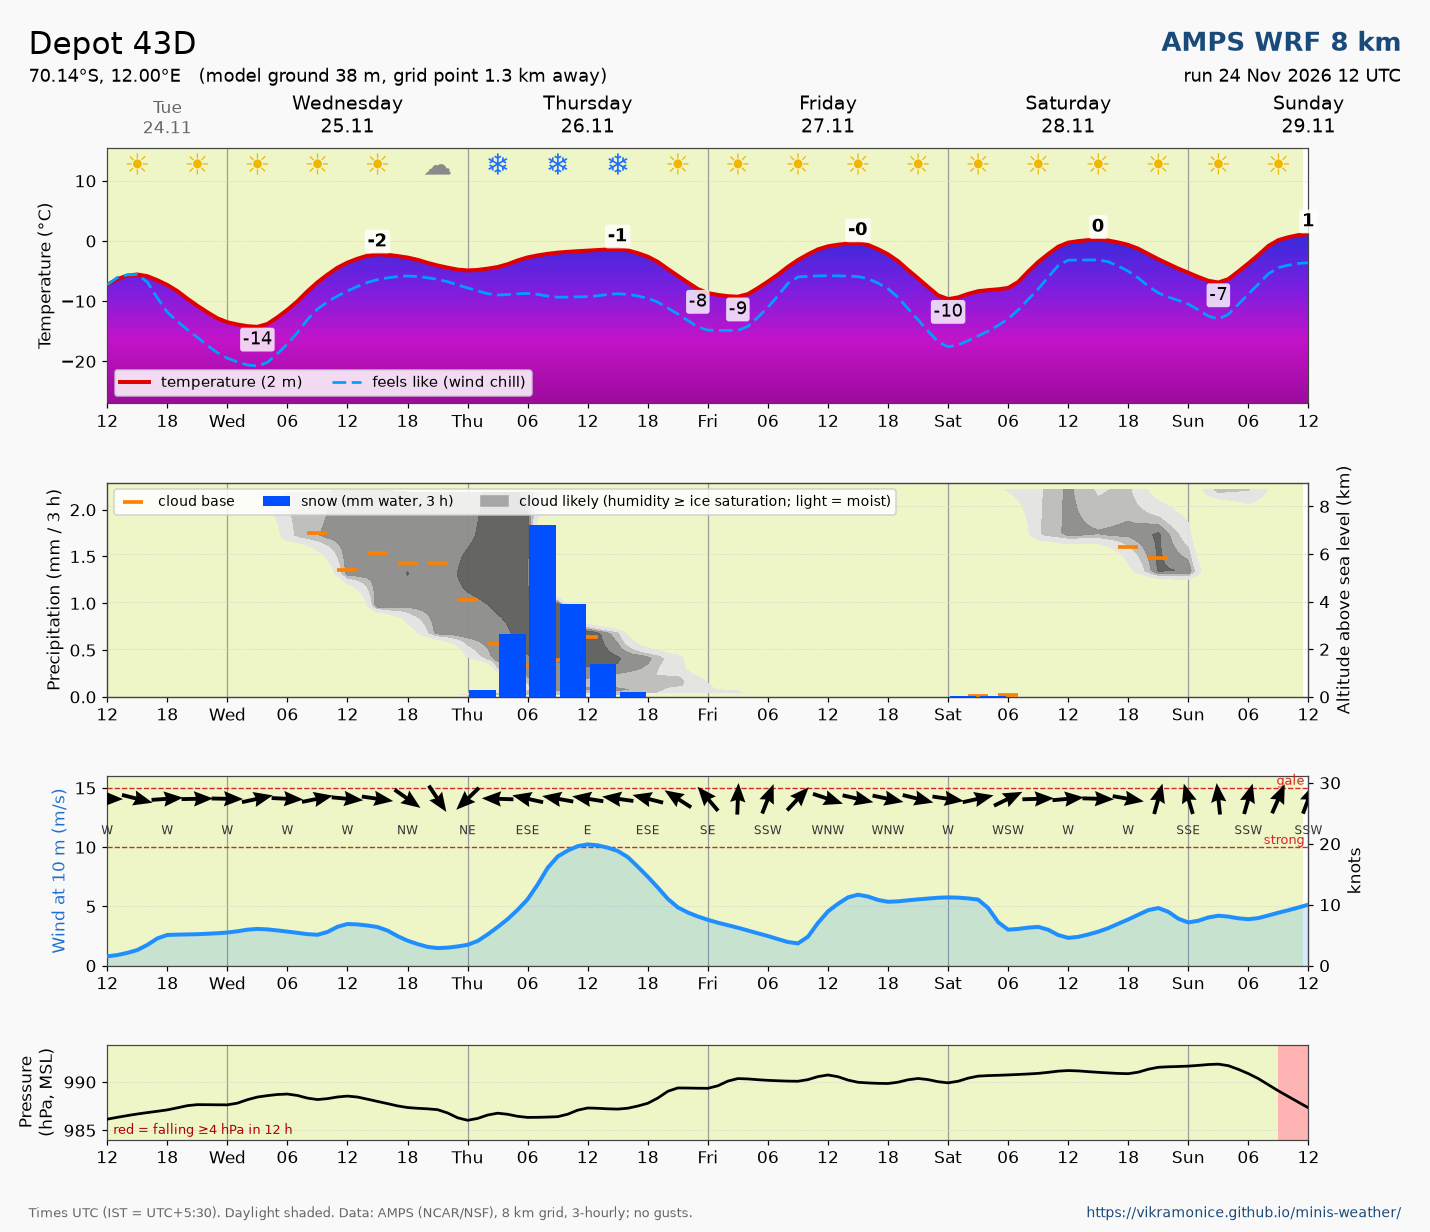 Depot 43D
AMPS WRF 8 km
70.14°S, 12.00°E (model ground 38 m, grid point 1.3 km away)
run 24 Nov 2026 12 UTC
Tue Wednesday Thursday Friday Saturday Sunday
24.11 25.11 26.11 27.11 28.11 29.11
Temperature (°C)
10
0
−10
−20
-14 -2 -1 -8 -9 -0 -10 0 -7 1
temperature (2 m) feels like (wind chill)
12 18 Wed 06 12 18 Thu 06 12 18 Fri 06 12 18 Sat 06 12 18 Sun 06 12
Precipitation (mm / 3 h)
2.0
1.5
1.0
0.5
0.0
cloud base snow (mm water, 3 h) cloud likely (humidity ≥ ice saturation; light = moist)
8
6
4
2
0
Altitude above sea level (km)
12 18 Wed 06 12 18 Thu 06 12 18 Fri 06 12 18 Sat 06 12 18 Sun 06 12
Wind at 10 m (m/s)
15
10
5
0
gale
W W W W W NW NE ESE E ESE SE SSW WNW WNW W WSW W W SSE SSW SSW
strong
30
20
10
0
knots
12 18 Wed 06 12 18 Thu 06 12 18 Fri 06 12 18 Sat 06 12 18 Sun 06 12
Pressure
(hPa, MSL)
990
985
red = falling ≥4 hPa in 12 h
12 18 Wed 06 12 18 Thu 06 12 18 Fri 06 12 18 Sat 06 12 18 Sun 06 12
Times UTC (IST = UTC+5:30). Daylight shaded. Data: AMPS (NCAR/NSF), 8 km grid, 3-hourly; no gusts.
https://vikramonice.github.io/minis-weather/